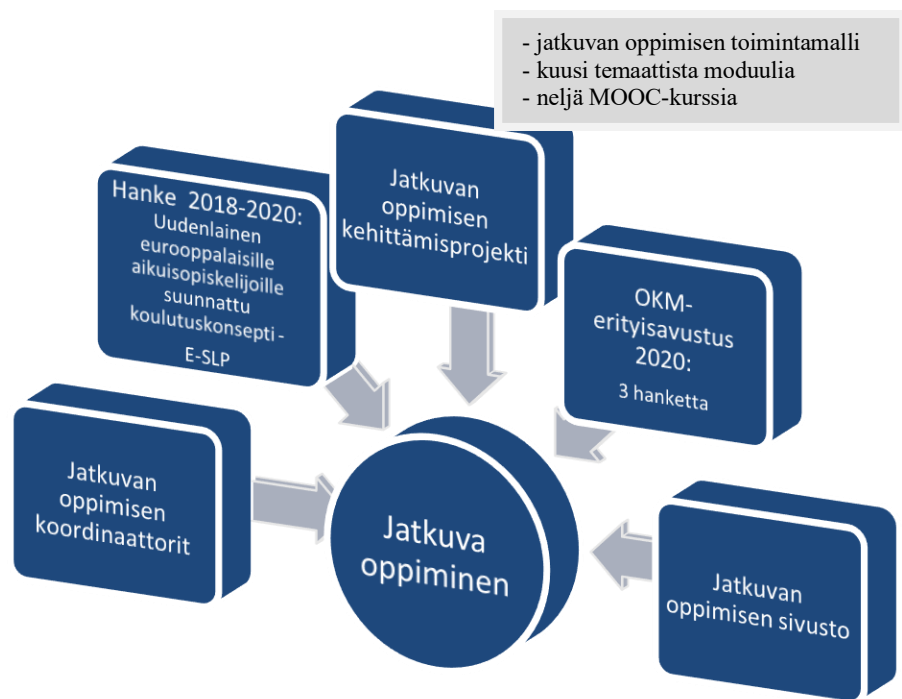 - jatkuvan oppimisen toimintamalli
- kuusi temaattista moduulia
- neljä MOOC-kurssia
Jatkuvan
oppimisen
kehittämisprojekti
Hanke 2018-2020:
Uudenlainen
eurooppalaisille
aikuisopiskelijoille
suunnattu
koulutuskonsepti -
E-SLP
OKM-
erityisavustus
2020:
3 hanketta
Jatkuvan
oppimisen
koordinaattorit
Jatkuva
oppiminen
Jatkuvan
oppimisen sivusto